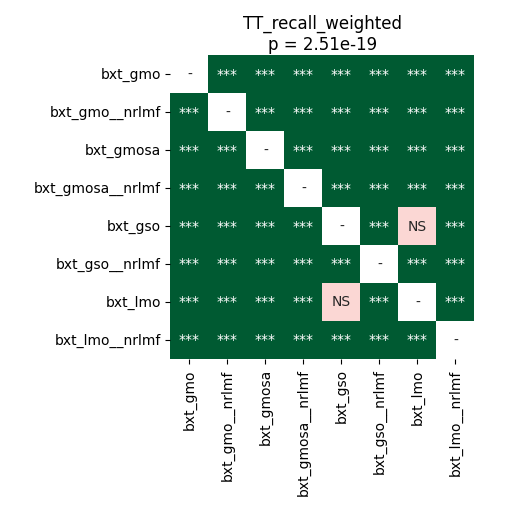 TT_recall_weighted
p = 2.51e-19
bxt_gmo - *** *** *** *** *** *** ***
bxt_gmo__nrlmf *** - *** *** *** *** *** ***
bxt_gmosa *** *** - *** *** *** *** ***
bxt_gmosa__nrlmf *** *** *** - *** *** *** ***
bxt_gso *** *** *** *** - *** NS ***
bxt_gso__nrlmf *** *** *** *** *** - *** ***
bxt_lmo *** *** *** *** NS *** - ***
bxt_lmo__nrlmf *** *** *** *** *** *** *** -
bxt_gmo
bxt_gmo__nrlmf
bxt_gmosa
bxt_gmosa__nrlmf
bxt_gso
bxt_gso__nrlmf
bxt_lmo
bxt_lmo__nrlmf